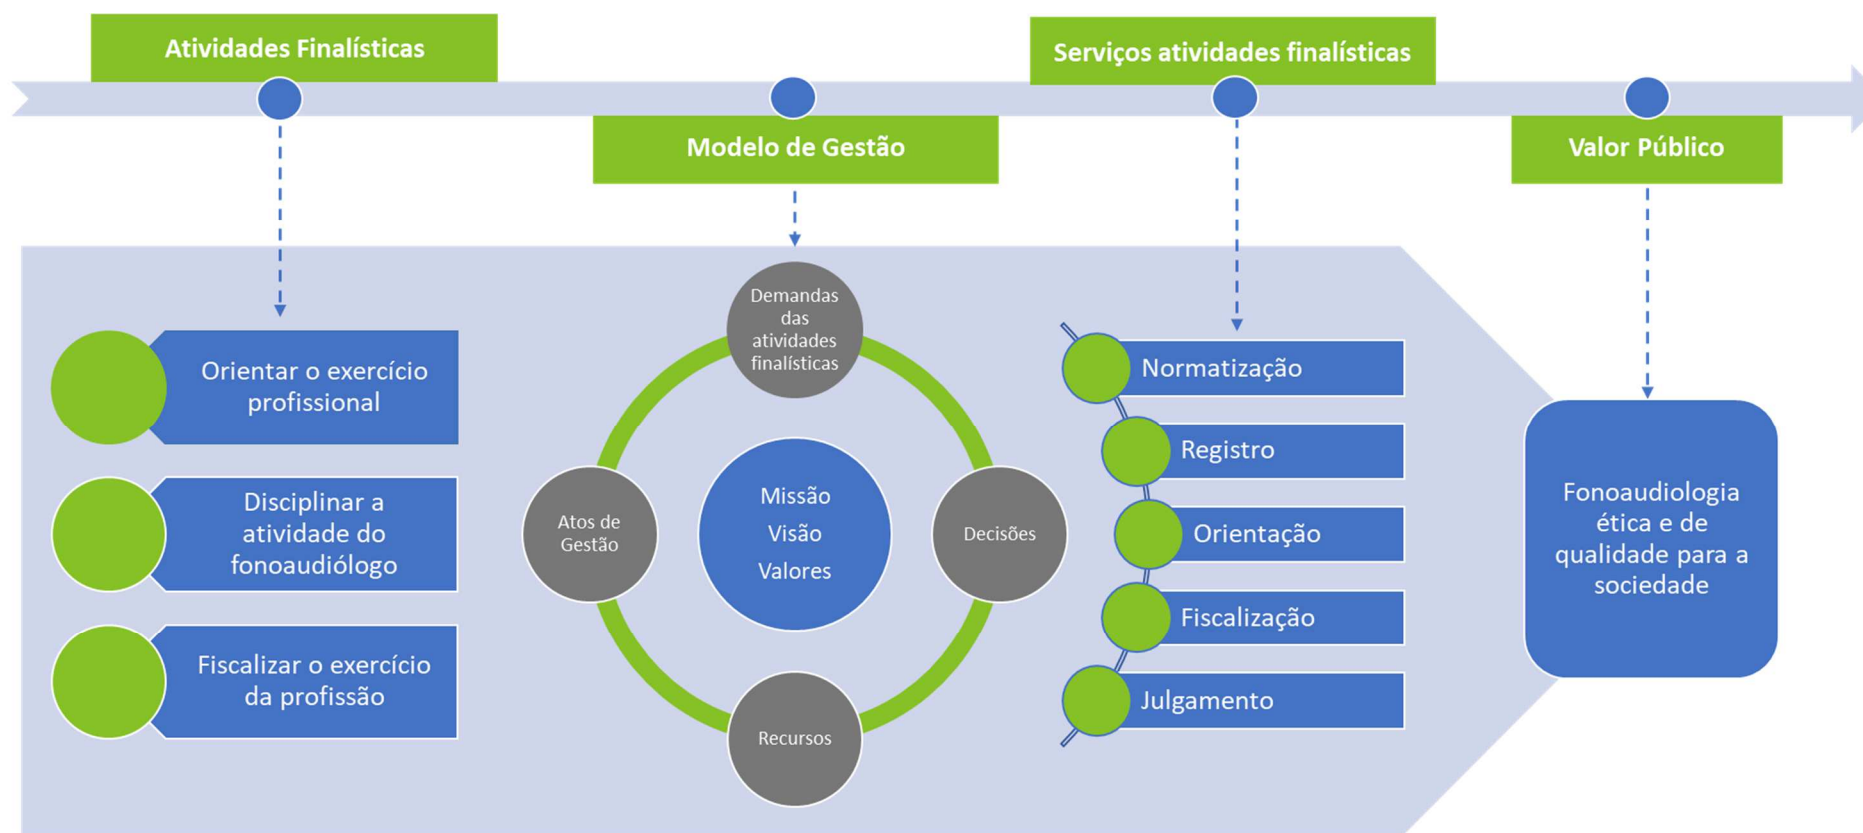 Atividades Finalísticas
Serviços atividades finalísticas
Modelo de Gestão
Valor Público
Orientar o exercício
profissional
Disciplinar a
atividade do
fonoaudiólogo
Fiscalizar o exercício
da profissão
Demandas
das
atividades
finalísticas
Atos de
Gestão
Missão
Visão
Valores
Decisões
Recursos
Normatização
Registro
Orientação
Fiscalização
Julgamento
Fonoaudiologia
ética e de
qualidade para a
sociedade